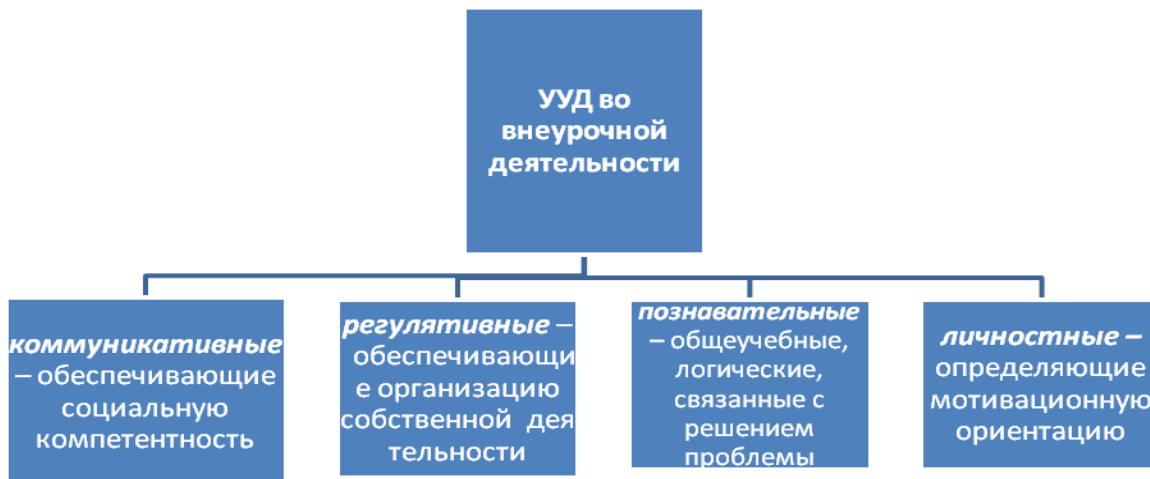 УУД во
внеурочной
деятельности
коммуникативные
– обеспечивающие
социальную
компетентность
регулятивные –
обеспечивающи
е организацию
собственной дея
тельности
познавательные
– общеучебные,
логические,
связанные с
решением
проблемы
личностные –
определяющие
мотивационную
ориентацию